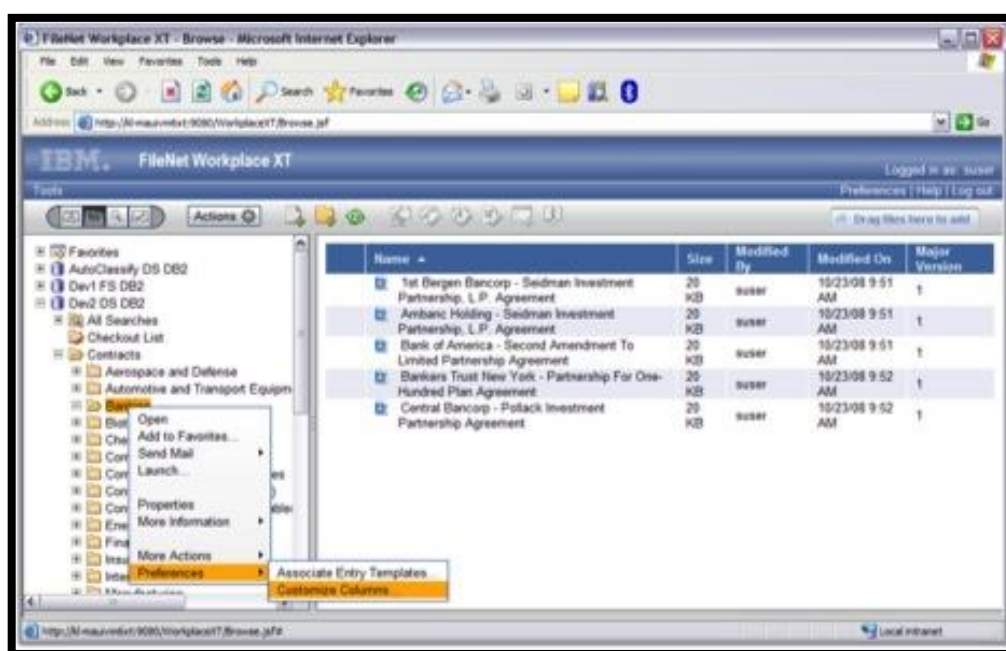 FileNet Workplace XT - Browse - Microsoft Internet Explorer
File Edit View Favorites Tools Help
Back Search Favorites
Address Go
IBM. FileNet Workplace XT
Logged in as: suser
Tools Preferences | Help | Log out
Actions Drag files here to add
Favorites
AutoClassify DS DB2
Dev1 FS DB2
Dev2 OS DB2
All Searches
Checkout List
Contracts
Aerospace and Defense
Automotive and Transport Equipm
Banking
Open
Add to Favorites...
Send Mail
Launch...
Properties
More Information
More Actions
Preferences
Associate Entry Templates
Customize Columns
Name Size Modified By Modified On Major Version
1st Bergen Bancorp - Seidman Investment Partnership, L.P. Agreement 20 KB suser 10/23/08 9:51 AM 1
Ambanc Holding - Seidman Investment Partnership, L.P. Agreement 20 KB suser 10/23/08 9:51 AM 1
Bank of America - Second Amendment To Limited Partnership Agreement 20 KB suser 10/23/08 9:51 AM 1
Bankers Trust New York - Partnership For One-Hundred Plan Agreement 20 KB suser 10/23/08 9:52 AM 1
Central Bancorp - Pollack Investment Partnership Agreement 20 KB suser 10/23/08 9:52 AM 1
Local intranet